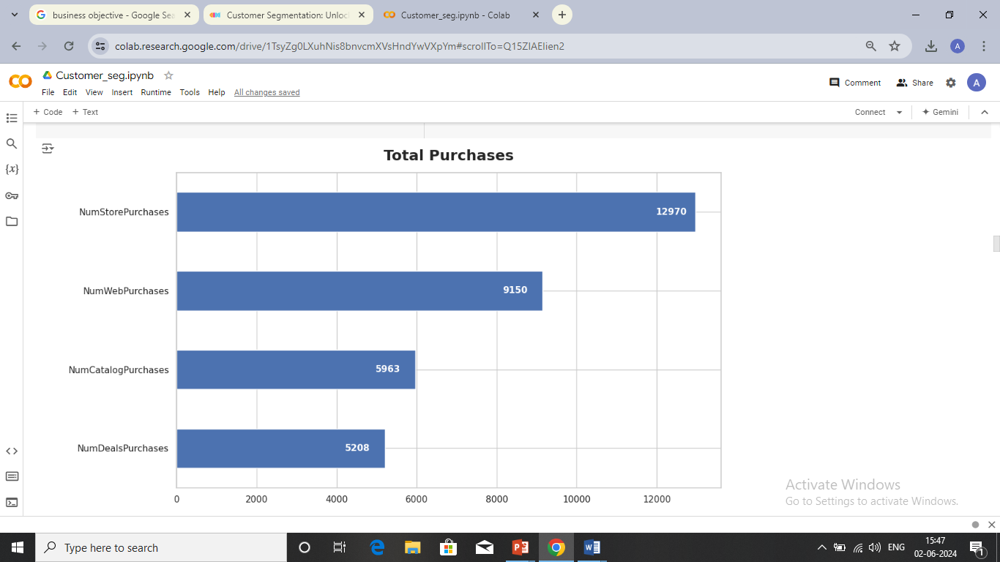 business objective - Google Sea
Customer Segmentation: Unloc
Customer_seg.ipynb - Colab
colab.research.google.com/drive/1TsyZg0LXuhNis8bnvcmXVsHndYwVXpYm#scrollTo=Q15ZIAElien2
A
Customer_seg.ipynb
File Edit View Insert Runtime Tools Help All changes saved
Comment Share A
+ Code + Text
Connect Gemini
{x}
Total Purchases
NumStorePurchases 12970
NumWebPurchases 9150
NumCatalogPurchases 5963
NumDealsPurchases 5208
0 2000 4000 6000 8000 10000 12000
Activate Windows
Go to Settings to activate Windows.
Type here to search
ENG
15:47
02-06-2024
1